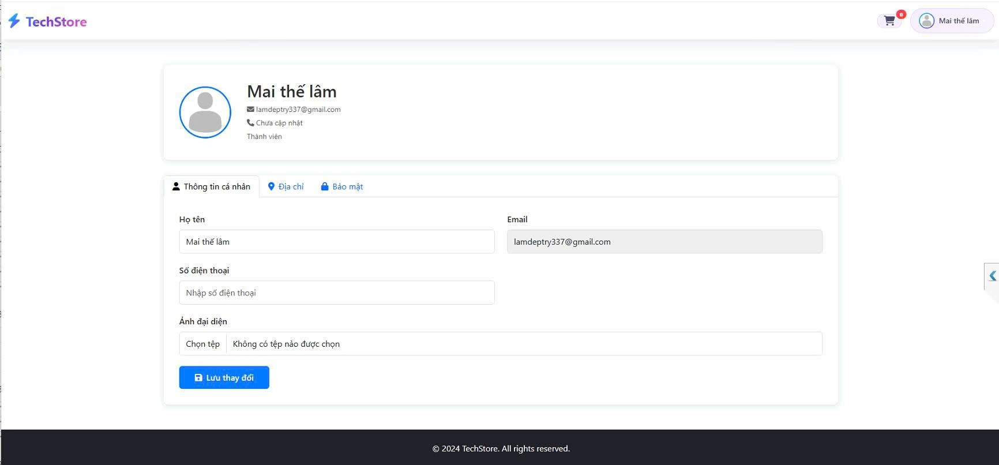 TechStore
0
Mai thế lâm
Mai thế lâm
lamdeptry337@gmail.com
Chưa cập nhật
Thành viên
Thông tin cá nhân
Địa chỉ
Bảo mật
Họ tên
Email
Mai thế lâm
lamdeptry337@gmail.com
Số điện thoại
Nhập số điện thoại
Ảnh đại diện
Chọn tệp
Không có tệp nào được chọn
Lưu thay đổi
© 2024 TechStore. All rights reserved.